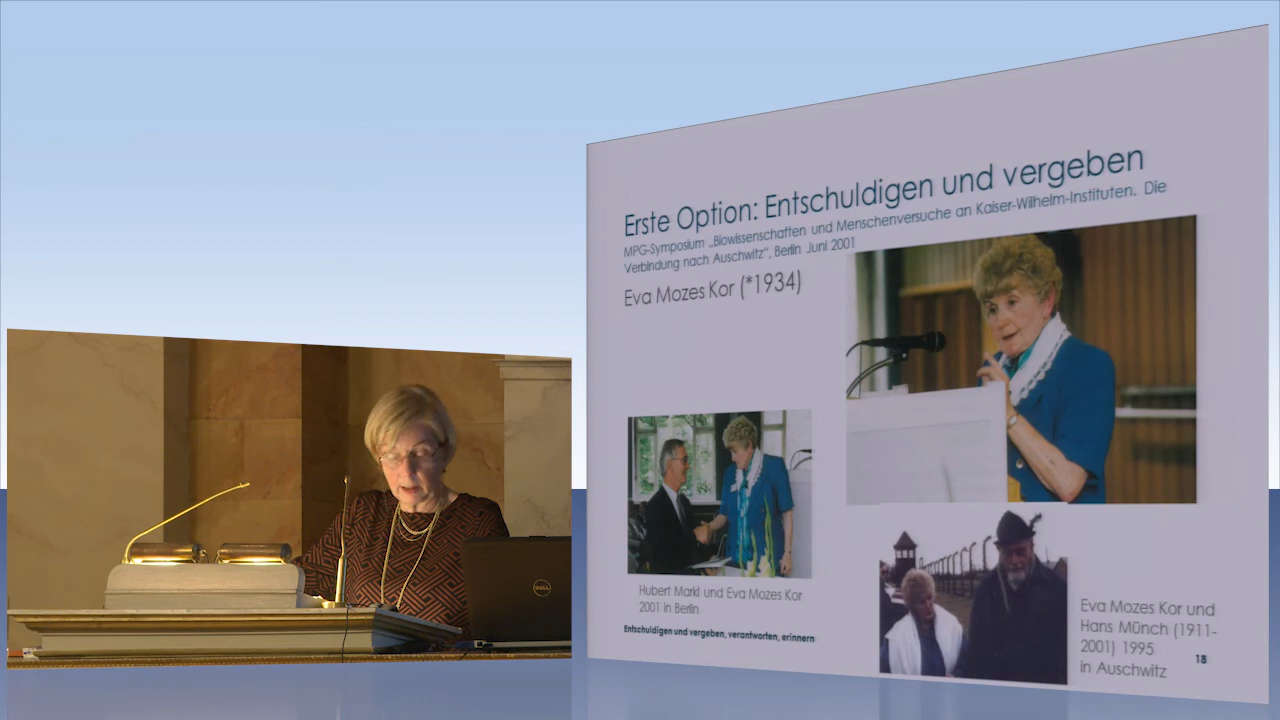 Erste Option: Entschuldigen und vergeben
MPG-Symposium „Biowissenschaften und Menschenversuche an Kaiser-Wilhelm-Instituten. Die
Verbindung nach Auschwitz“, Berlin Juni 2001
Eva Mozes Kor (*1934)
Hubert Markl und Eva Mozes Kor
2001 in Berlin
Eva Mozes Kor und
Hans Münch (1911-
2001) 1995
in Auschwitz
Entschuldigen und vergeben, verantworten, erinnern
18
DELL